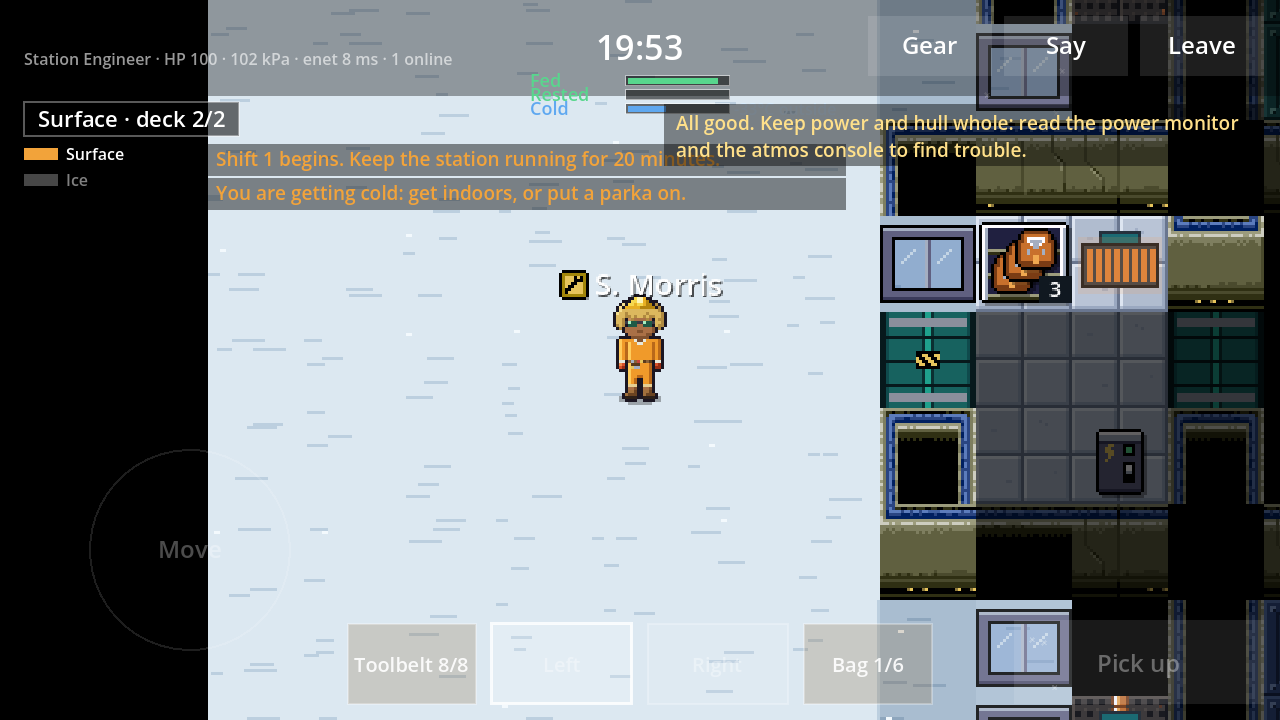 19:53
Gear
Say
Leave
Station Engineer · HP 100 · 102 kPa · enet 8 ms · 1 online
Fed
Rested
Cold
Surface · deck 2/2
All good. Keep power and hull whole: read the power monitor
and the atmos console to find trouble.
Surface
Ice
Shift 1 begins. Keep the station running for 20 minutes.
You are getting cold: get indoors, or put a parka on.
S. Morris
3
Move
Toolbelt 8/8
Left
Right
Bag 1/6
Pick up